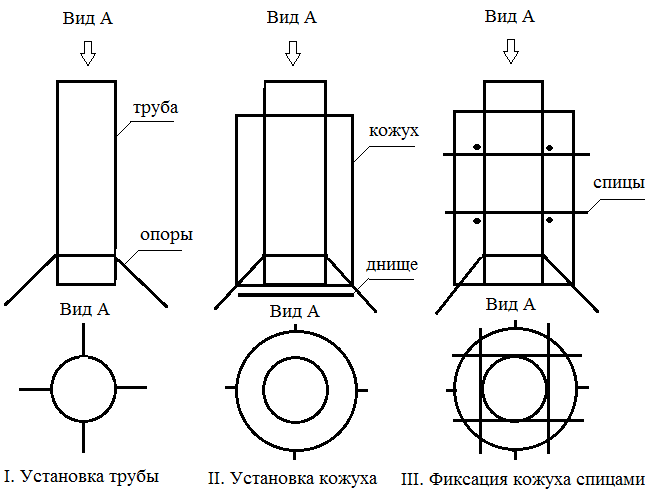 Вид А
Вид А
Вид А
труба
кожух
спицы
опоры
днище
Вид А
Вид А
Вид А
I. Установка трубы
II. Установка кожуха
III. Фиксация кожуха спицами